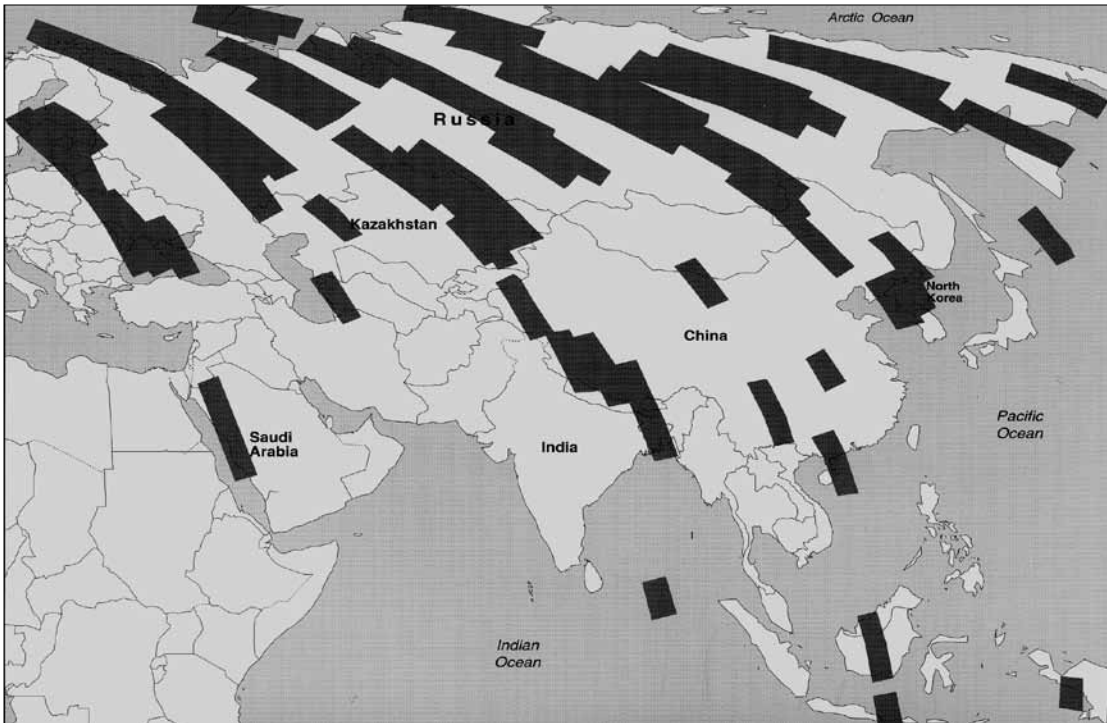 Arctic Ocean
Russia
Kazakhstan
North
Korea
China
Pacific
Ocean
Saudi
Arabia
India
Indian
Ocean